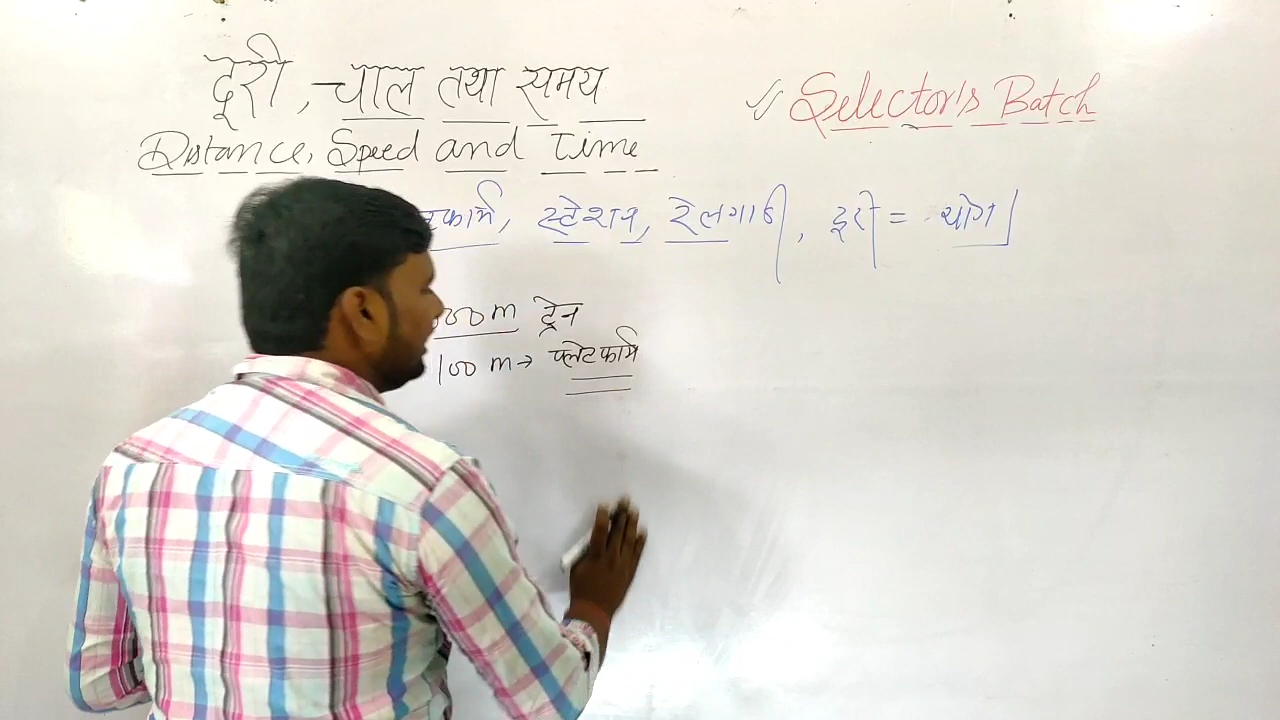 दूरी, चाल तथा समय
Selector's Batch
Distance, Speed and Time
स्टेशन, रेलगाड़ी, दूरी = योग
ट्रेन
100 m → प्लेटफार्म